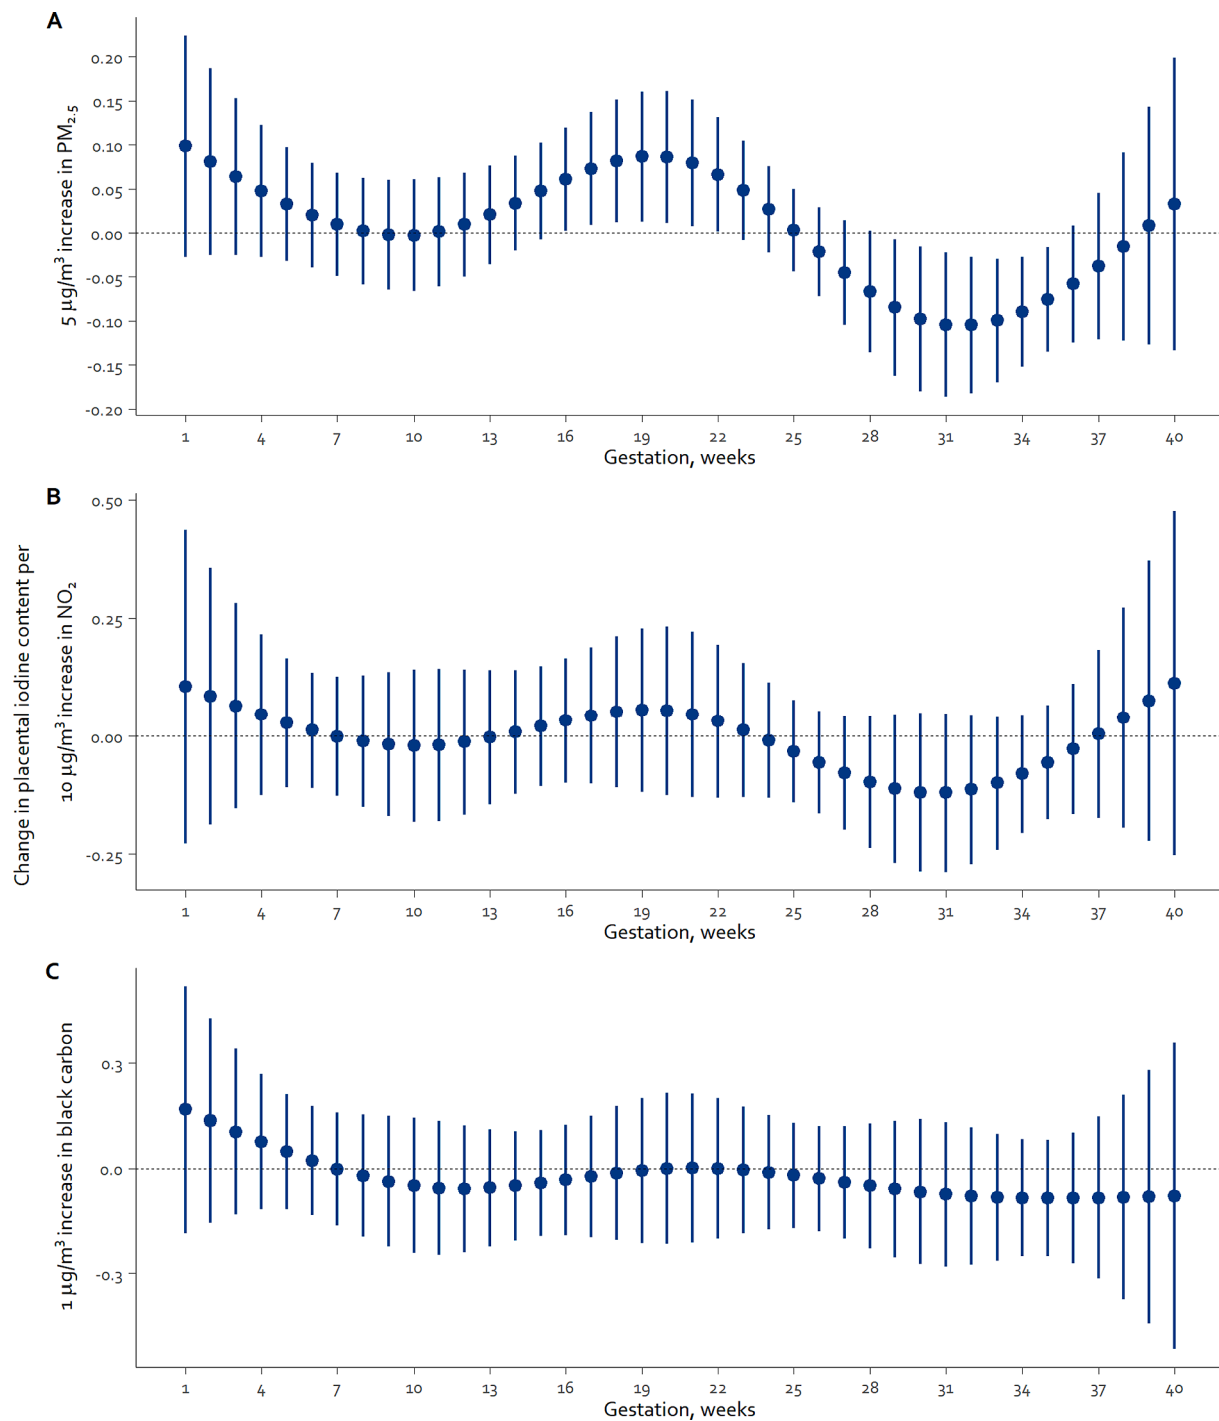 A
5 µg/m³ increase in PM₂.₅
0.20
0.15
0.10
0.05
0.00
-0.05
-0.10
-0.15
-0.20
1 4 7 10 13 16 19 22 25 28 31 34 37 40
Gestation, weeks
Change in placental iodine content per
B
10 µg/m³ increase in NO₂
0.50
0.25
0.00
-0.25
1 4 7 10 13 16 19 22 25 28 31 34 37 40
Gestation, weeks
C
1 µg/m³ increase in black carbon
0.3
0.0
-0.3
1 4 7 10 13 16 19 22 25 28 31 34 37 40
Gestation, weeks